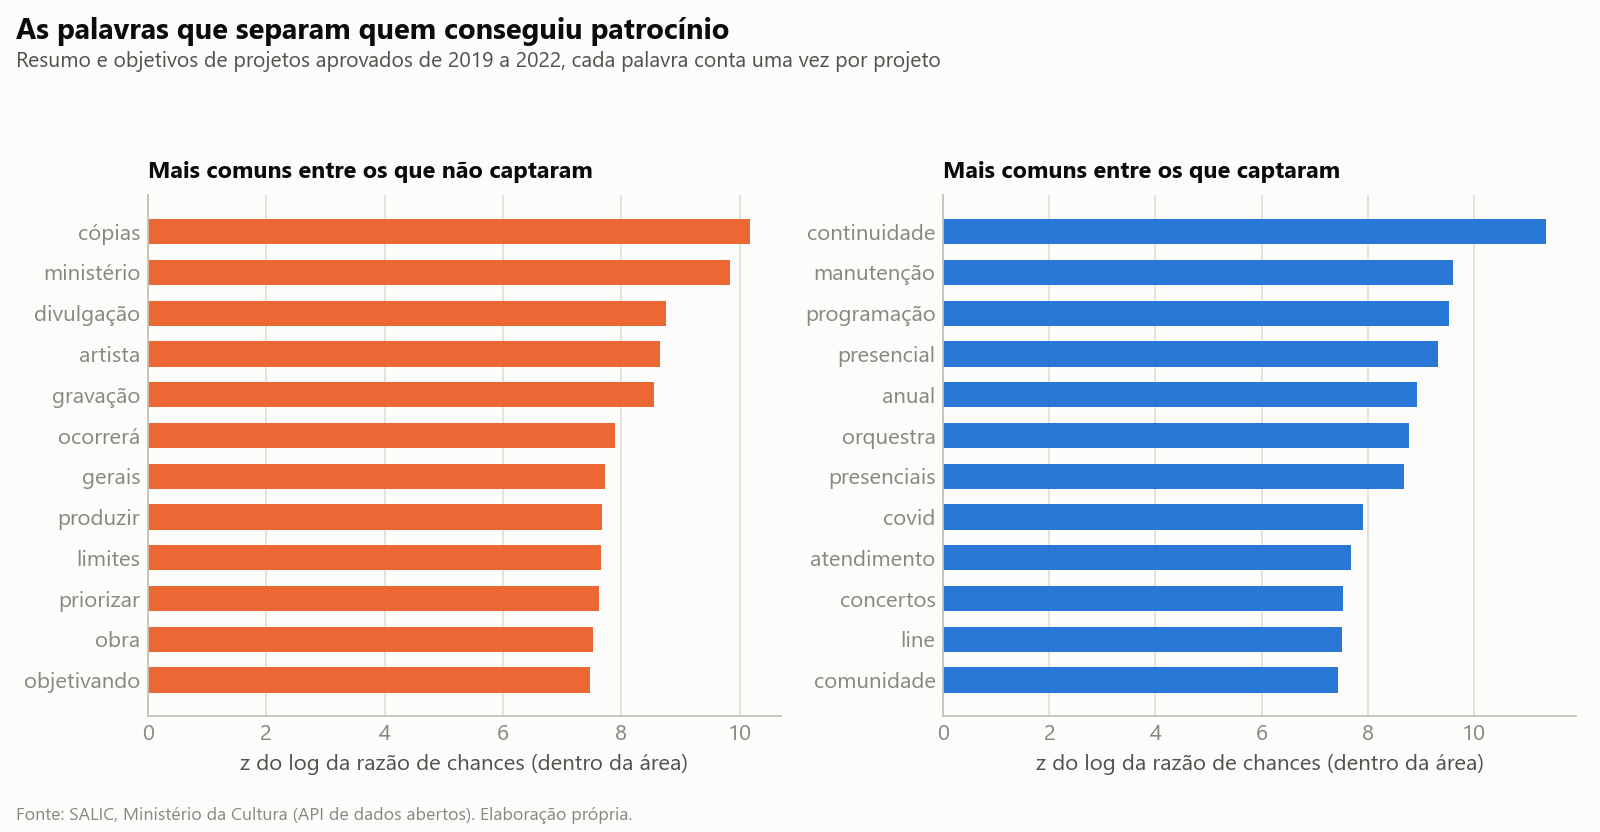 As palavras que separam quem conseguiu patrocínio
Resumo e objetivos de projetos aprovados de 2019 a 2022, cada palavra conta uma vez por projeto
Mais comuns entre os que não captaram
cópias
ministério
divulgação
artista
gravação
ocorrerá
gerais
produzir
limites
priorizar
obra
objetivando
0 2 4 6 8 10
z do log da razão de chances (dentro da área)
Mais comuns entre os que captaram
continuidade
manutenção
programação
presencial
anual
orquestra
presenciais
covid
atendimento
concertos
line
comunidade
0 2 4 6 8 10
z do log da razão de chances (dentro da área)
Fonte: SALIC, Ministério da Cultura (API de dados abertos). Elaboração própria.